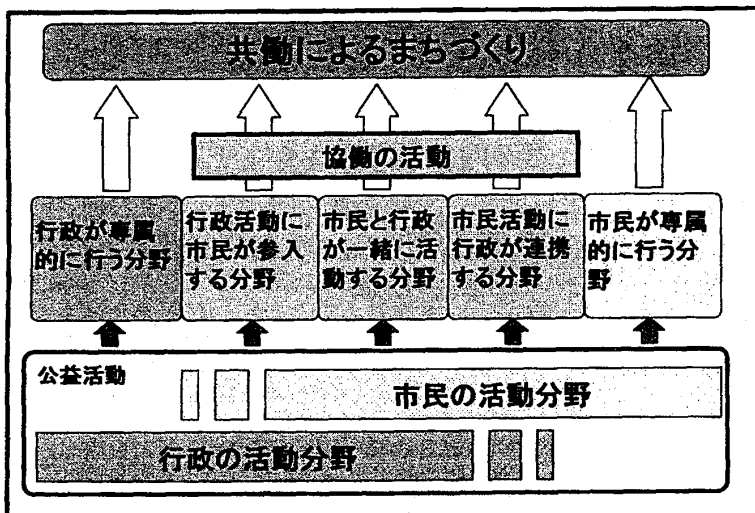 共働によるまちづくり
協働の活動
行政が専属
的に行う分野
行政活動に
市民が参入
する分野
市民と行政
が一緒に活
動する分野
市民活動に
行政が連携
する分野
市民が専属
的に行う分
野
公益活動
市民の活動分野
行政の活動分野